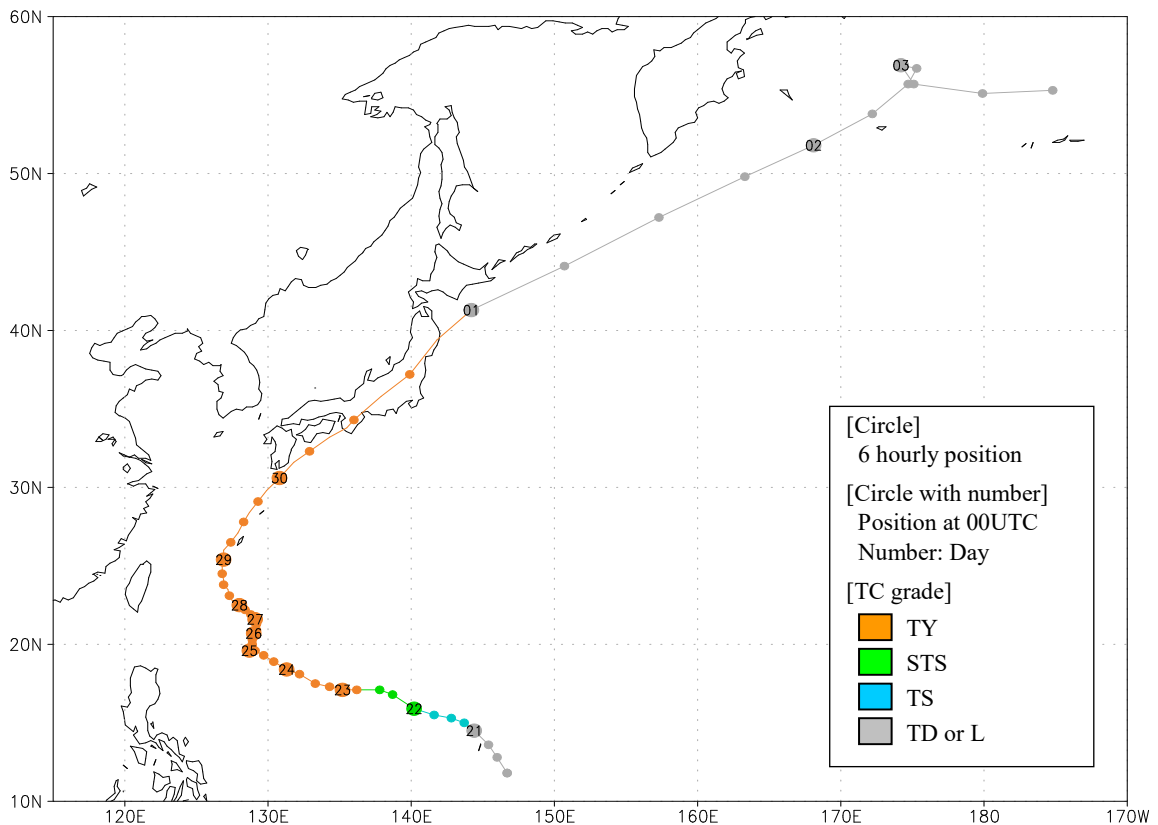 60N
50N
40N
30N
20N
10N
120E 130E 140E 150E 160E 170E 180 170W
03
02
01
30
29
28
27
26
25
24
23
22
21
[Circle]
6 hourly position
[Circle with number]
Position at 00UTC
Number: Day
[TC grade]
TY
STS
TS
TD or L